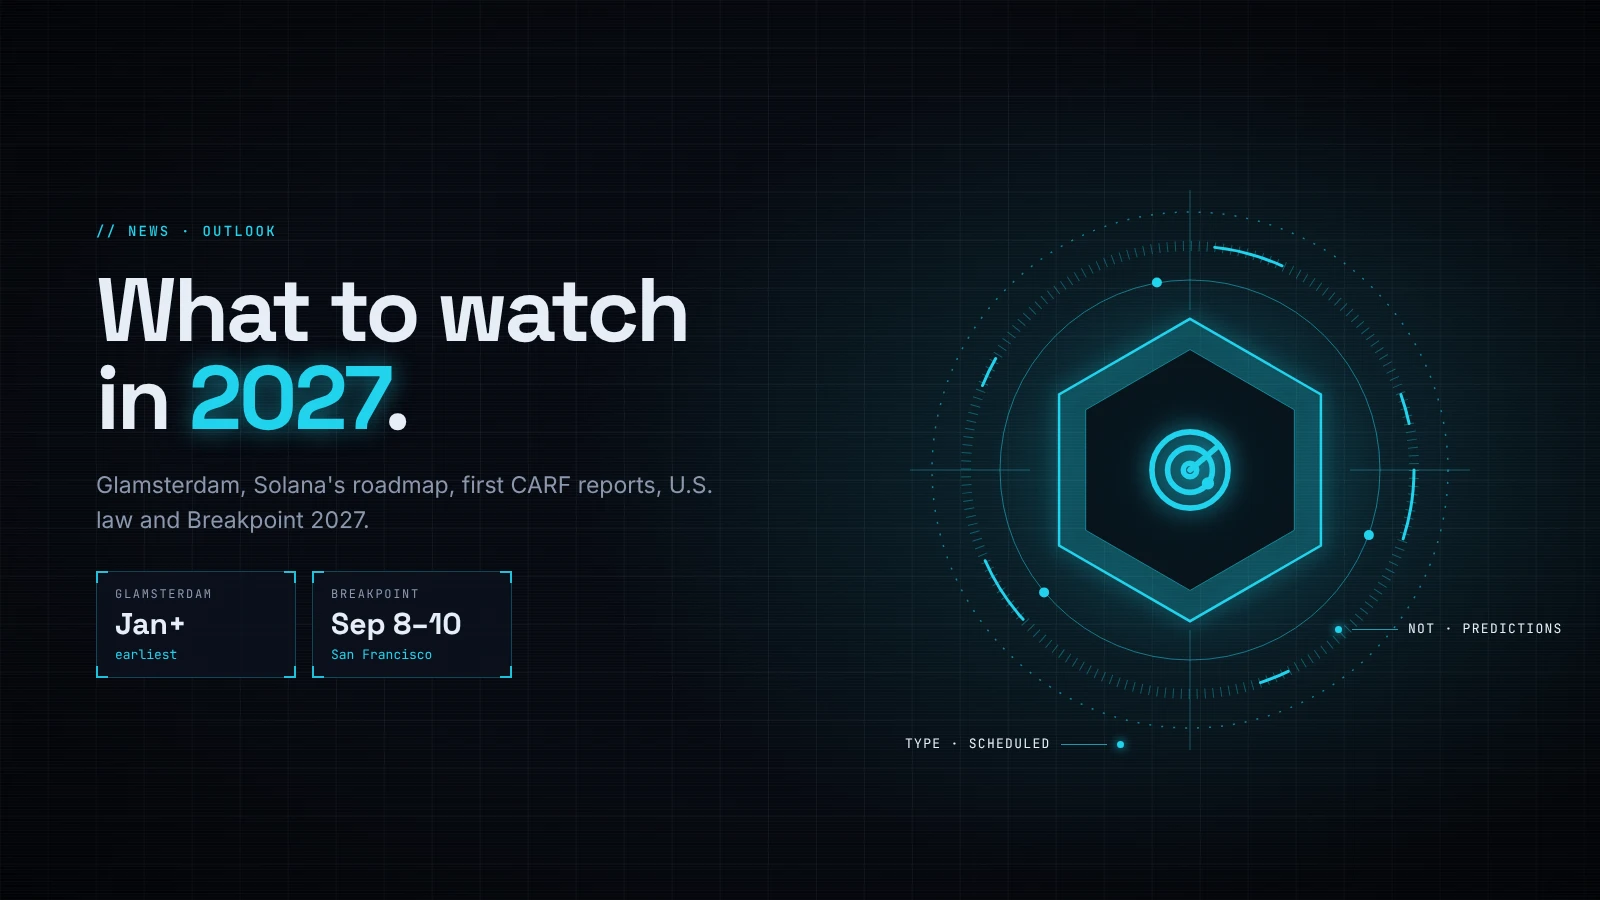 // NEWS · OUTLOOK
What to watch
in 2027.
Glamsterdam, Solana's roadmap, first CARF reports, U.S.
law and Breakpoint 2027.
GLAMSTERDAM
Jan+
earliest
BREAKPOINT
Sep 8–10
San Francisco
NOT · PREDICTIONS
TYPE · SCHEDULED